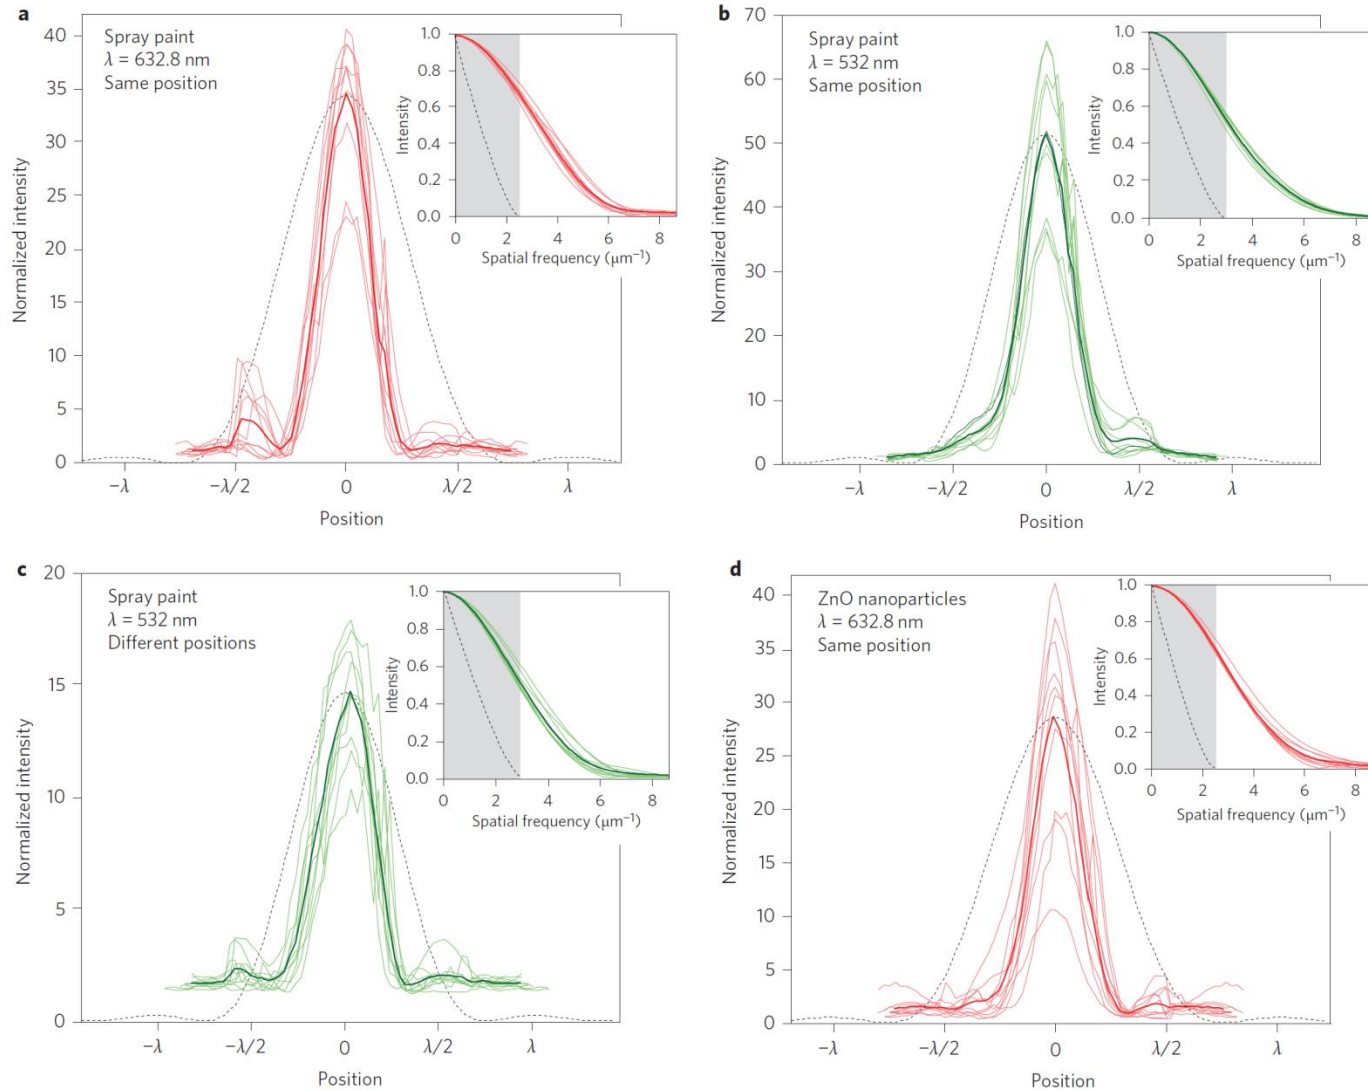 a
Spray paint
λ = 632.8 nm
Same position
Normalized intensity
40
35
30
25
20
15
10
5
0
−λ
−λ/2
0
λ/2
λ
Position
Intensity
1.0
0.8
0.6
0.4
0.2
0.0
0
2
4
6
8
Spatial frequency (μm⁻¹)
b
Spray paint
λ = 532 nm
Same position
Normalized intensity
70
60
50
40
30
20
10
0
−λ
−λ/2
0
λ/2
λ
Position
Intensity
1.0
0.8
0.6
0.4
0.2
0.0
0
2
4
6
8
Spatial frequency (μm⁻¹)
c
Spray paint
λ = 532 nm
Different positions
Normalized intensity
20
15
10
5
0
−λ
−λ/2
0
λ/2
λ
Position
Intensity
1.0
0.8
0.6
0.4
0.2
0.0
0
2
4
6
8
Spatial frequency (μm⁻¹)
d
ZnO nanoparticles
λ = 632.8 nm
Same position
Normalized intensity
40
35
30
25
20
15
10
5
0
−λ
−λ/2
0
λ/2
λ
Position
Intensity
1.0
0.8
0.6
0.4
0.2
0.0
0
2
4
6
8
Spatial frequency (μm⁻¹)